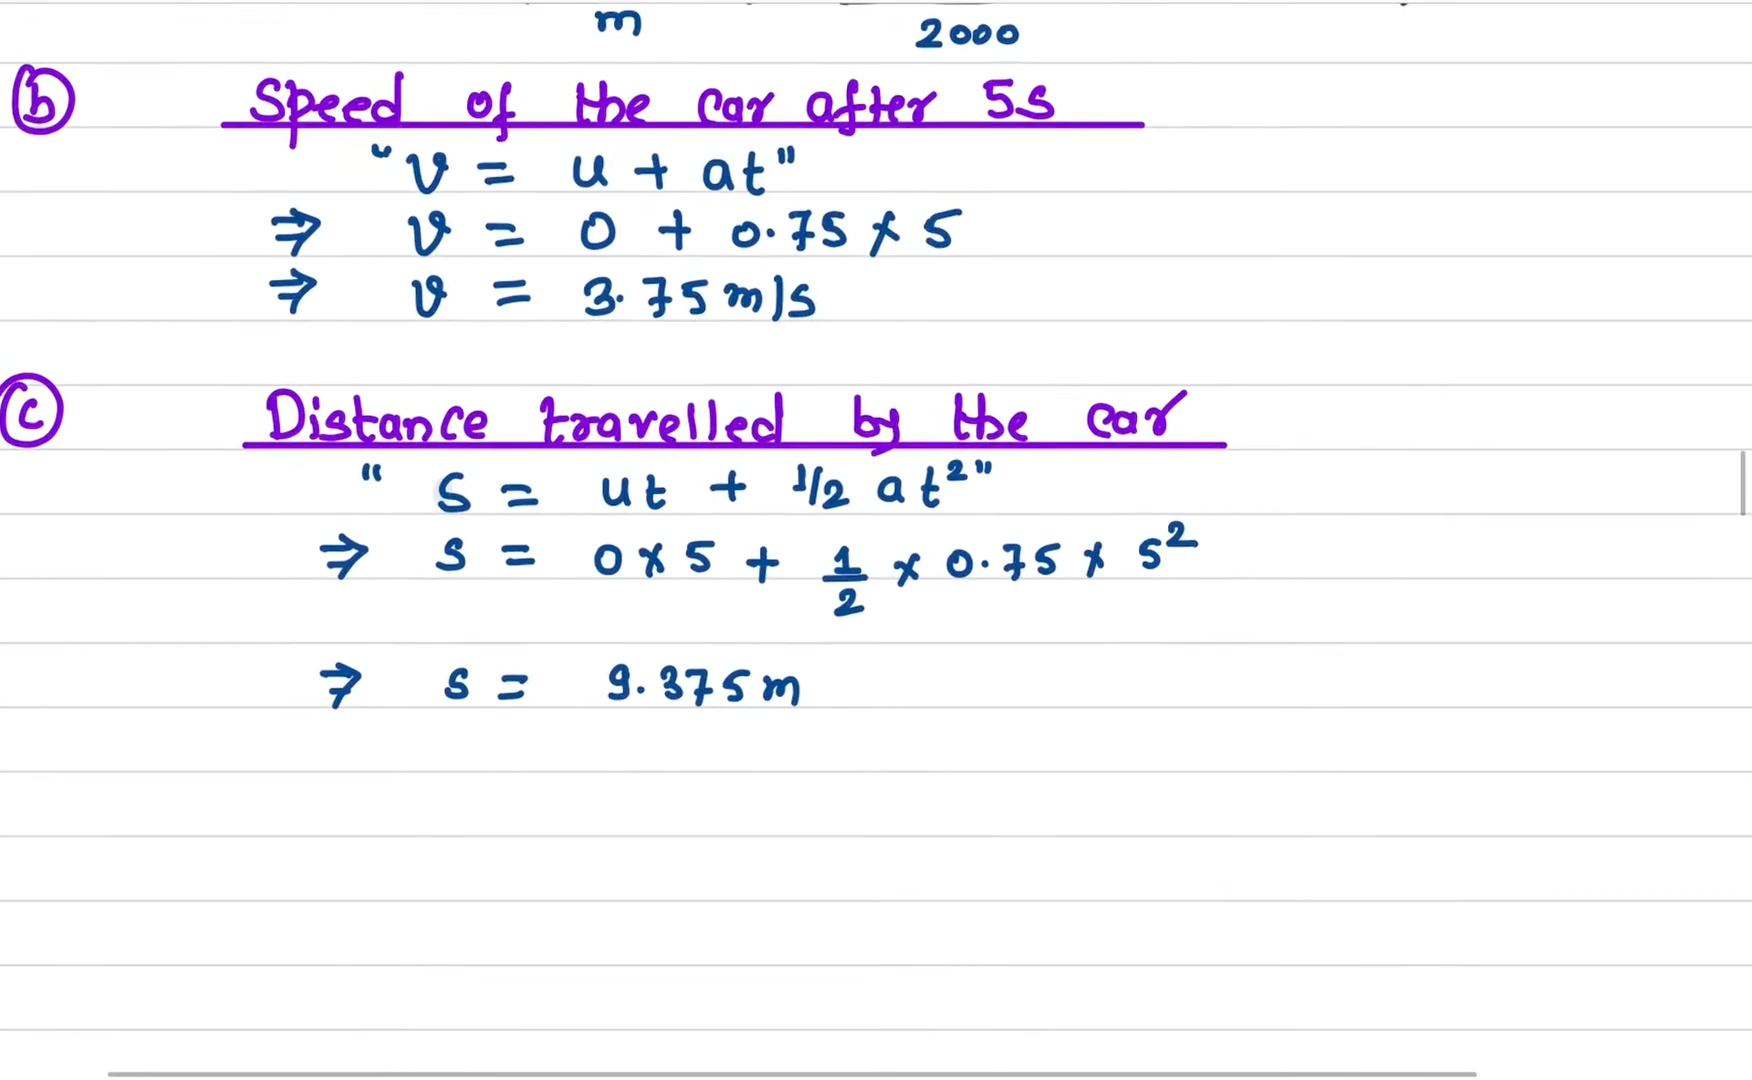 m 2000
(b) Speed of the car after 5s
"v = u + at"
⇒ v = 0 + 0.75 × 5
⇒ v = 3.75 m/s
(c) Distance travelled by the car
" S = ut + 1/2 at²"
⇒ s = 0 × 5 + 1/2 × 0.75 × 5²
⇒ s = 9.375 m